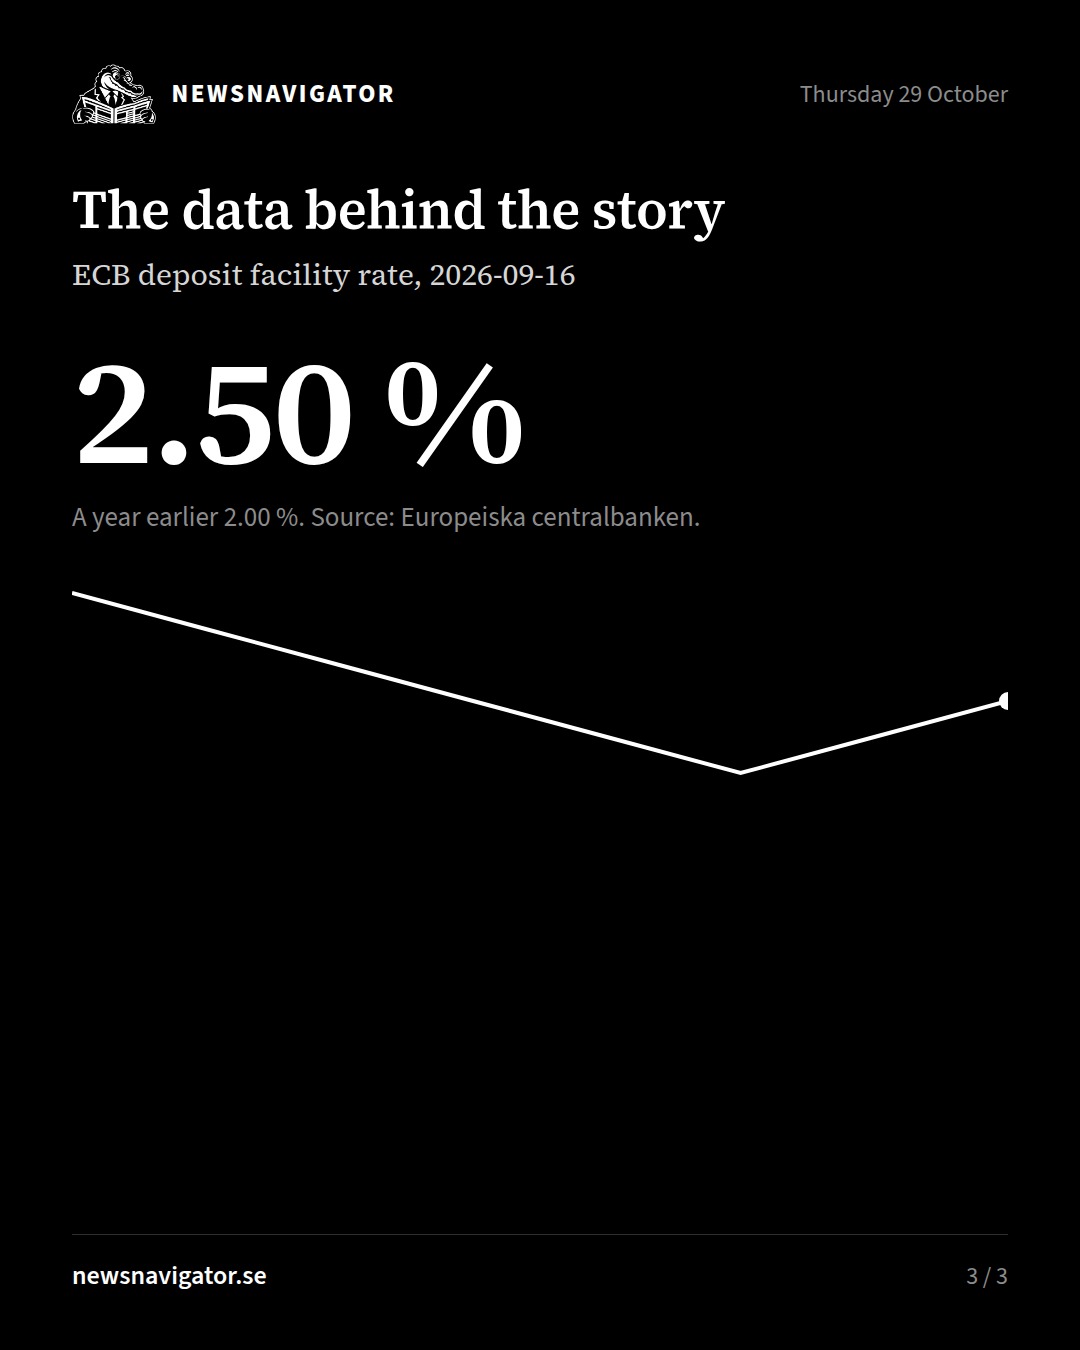 NEWSNAVIGATOR
Thursday 29 October
The data behind the story
ECB deposit facility rate, 2026-09-16
2.50 %
A year earlier 2.00 %. Source: Europeiska centralbanken.
newsnavigator.se
3 / 3